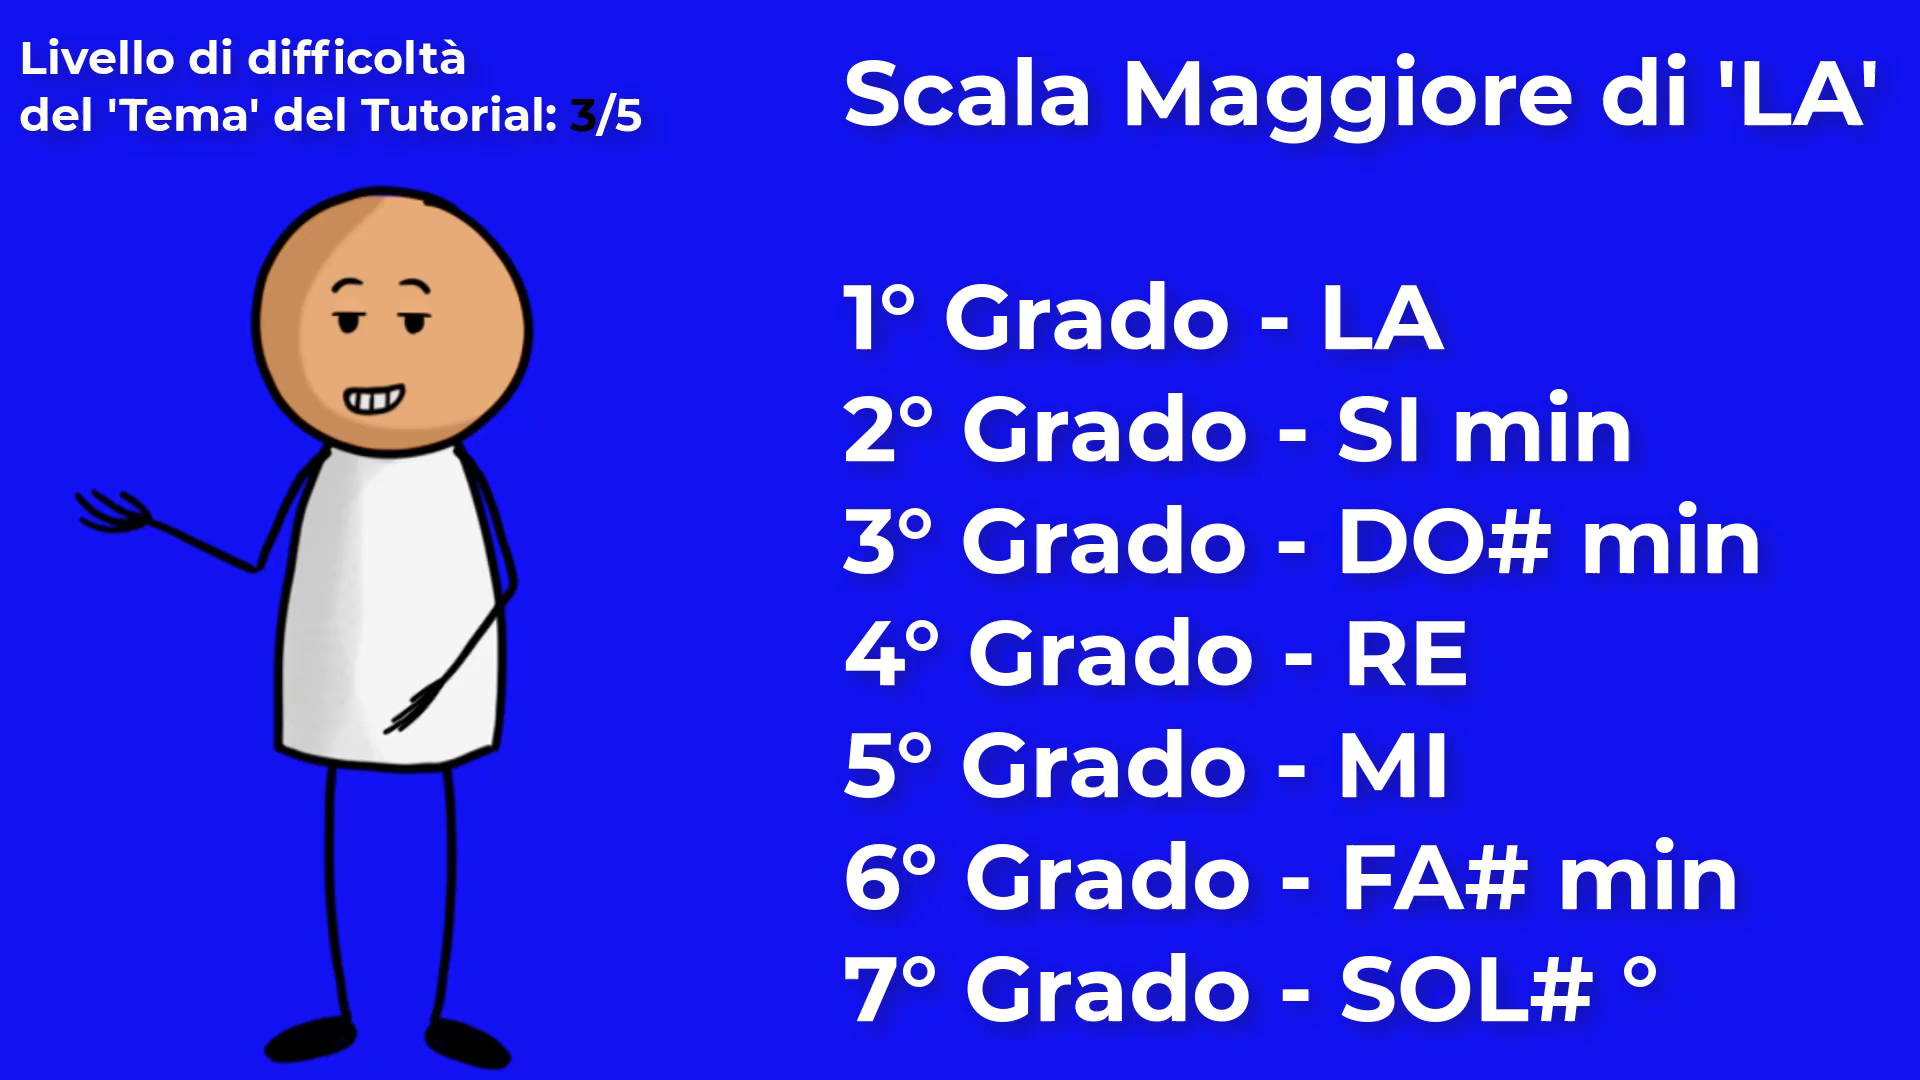 Livello di difficoltà
del 'Tema' del Tutorial: 3/5
Scala Maggiore di 'LA'
1° Grado - LA
2° Grado - SI min
3° Grado - DO# min
4° Grado - RE
5° Grado - MI
6° Grado - FA# min
7° Grado - SOL# °